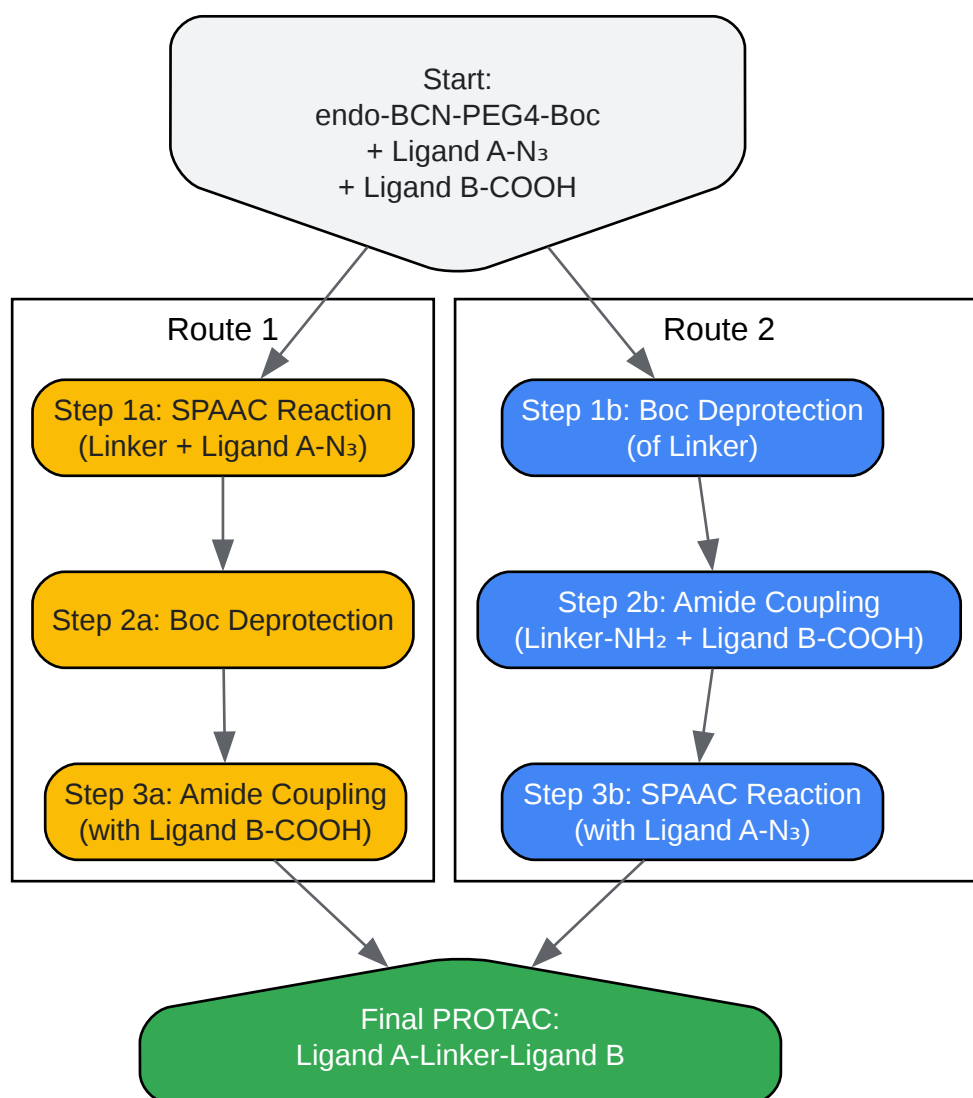 Start:
endo-BCN-PEG4-Boc
+ Ligand A-N₃
+ Ligand B-COOH
Route 1
Step 1a: SPAAC Reaction
(Linker + Ligand A-N₃)
Step 2a: Boc Deprotection
Step 3a: Amide Coupling
(with Ligand B-COOH)
Route 2
Step 1b: Boc Deprotection
(of Linker)
Step 2b: Amide Coupling
(Linker-NH₂ + Ligand B-COOH)
Step 3b: SPAAC Reaction
(with Ligand A-N₃)
Final PROTAC:
Ligand A-Linker-Ligand B